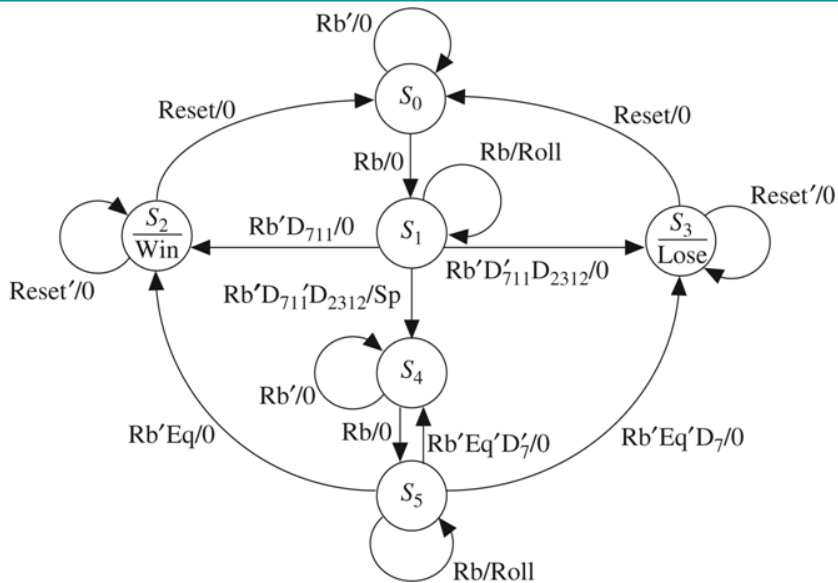 Rb′/0
S₀
Reset/0
Reset/0
Rb/0
Rb/Roll
Reset′/0
S₂
Win
Rb′D₇₁₁/0
S₁
S₃
Lose
Rb′D′₇₁₁D₂₃₁₂/0
Reset′/0
Rb′D₇₁₁′D₂₃₁₂/Sp
S₄
Rb′/0
Rb/0
Rb′Eq/0
Rb′Eq′D′₇/0
Rb′Eq′D₇/0
S₅
Rb/Roll